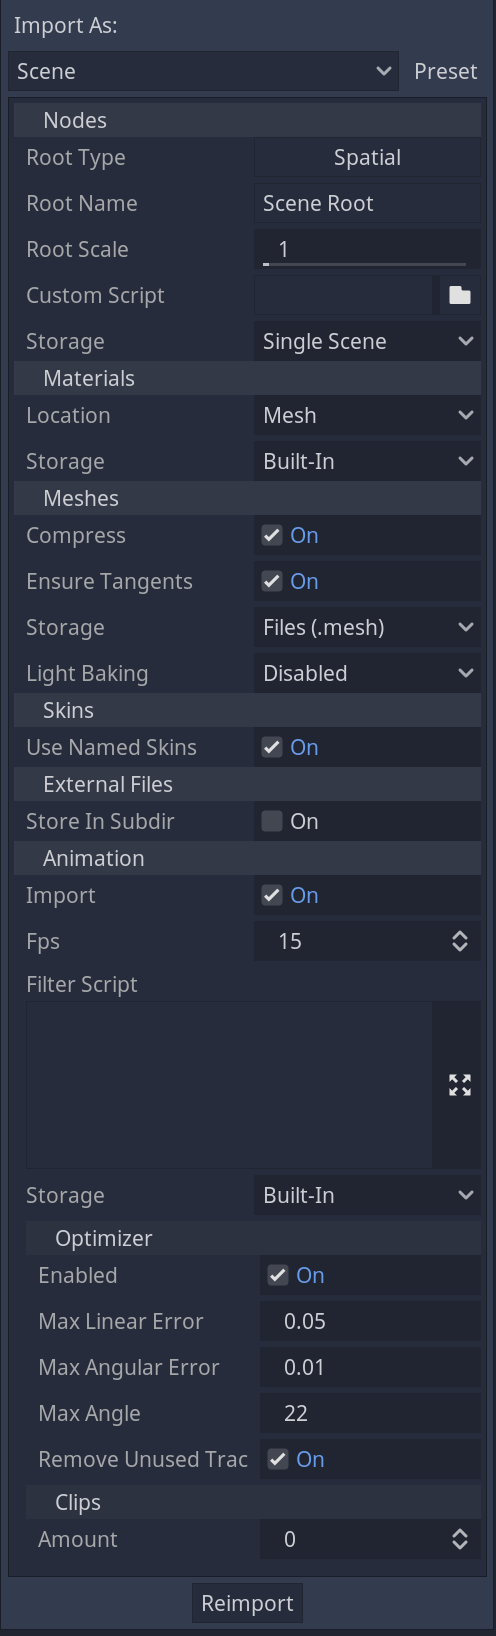 Import As:
Scene Preset
Nodes
Root Type Spatial
Root Name Scene Root
Root Scale 1
Custom Script
Storage Single Scene
Materials
Location Mesh
Storage Built-In
Meshes
Compress On
Ensure Tangents On
Storage Files (.mesh)
Light Baking Disabled
Skins
Use Named Skins On
External Files
Store In Subdir On
Animation
Import On
Fps 15
Filter Script
Storage Built-In
Optimizer
Enabled On
Max Linear Error 0.05
Max Angular Error 0.01
Max Angle 22
Remove Unused Trac On
Clips
Amount 0
Reimport